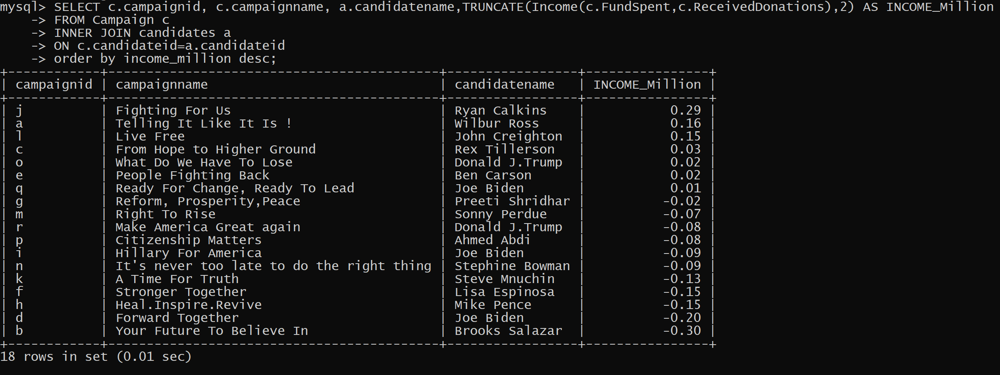 mysql> SELECT c.campaignid, c.campaignname, a.candidatename,TRUNCATE(Income(c.FundSpent,c.ReceivedDonations),2) AS INCOME_Million
    -> FROM Campaign c
    -> INNER JOIN candidates a
    -> ON c.candidateid=a.candidateid
    -> order by income_million desc;
+------------+-------------------------------------------+-----------------+----------------+
| campaignid | campaignname                              | candidatename   | INCOME_Million |
+------------+-------------------------------------------+-----------------+----------------+
| j          | Fighting For Us                           | Ryan Calkins    |           0.29 |
| a          | Telling It Like It Is !                   | Wilbur Ross     |           0.16 |
| l          | Live Free                                 | John Creighton  |           0.15 |
| c          | From Hope to Higher Ground                | Rex Tillerson   |           0.03 |
| o          | What Do We Have To Lose                   | Donald J.Trump  |           0.02 |
| e          | People Fighting Back                      | Ben Carson      |           0.02 |
| q          | Ready For Change, Ready To Lead           | Joe Biden       |           0.01 |
| g          | Reform, Prosperity,Peace                  | Preeti Shridhar |          -0.02 |
| m          | Right To Rise                             | Sonny Perdue    |          -0.07 |
| r          | Make America Great again                  | Donald J.Trump  |          -0.08 |
| p          | Citizenship Matters                       | Ahmed Abdi      |          -0.08 |
| i          | Hillary For America                       | Joe Biden       |          -0.09 |
| n          | It's never too late to do the right thing | Stephine Bowman |          -0.09 |
| k          | A Time For Truth                          | Steve Mnuchin   |          -0.13 |
| f          | Stronger Together                         | Lisa Espinosa   |          -0.15 |
| h          | Heal.Inspire.Revive                       | Mike Pence      |          -0.15 |
| d          | Forward Together                          | Joe Biden       |          -0.20 |
| b          | Your Future To Believe In                 | Brooks Salazar  |          -0.30 |
+------------+-------------------------------------------+-----------------+----------------+
18 rows in set (0.01 sec)